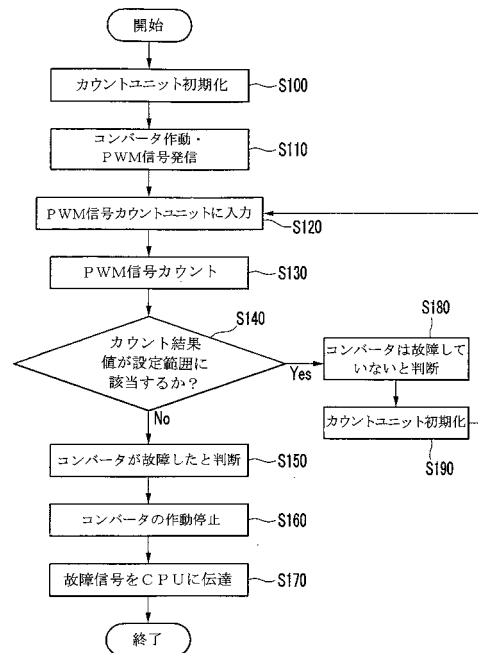 開始
カウントユニット初期化
S100
コンバータ作動・
PWM信号発信
S110
PWM信号カウントユニットに入力
S120
PWM信号カウント
S130
カウント結果
値が設定範囲に
該当するか？
S140
Yes
No
S180
コンバータは故障して
いないと判断
カウントユニット初期化
S190
コンバータが故障したと判断
S150
コンバータの作動停止
S160
故障信号をCPUに伝達
S170
終了